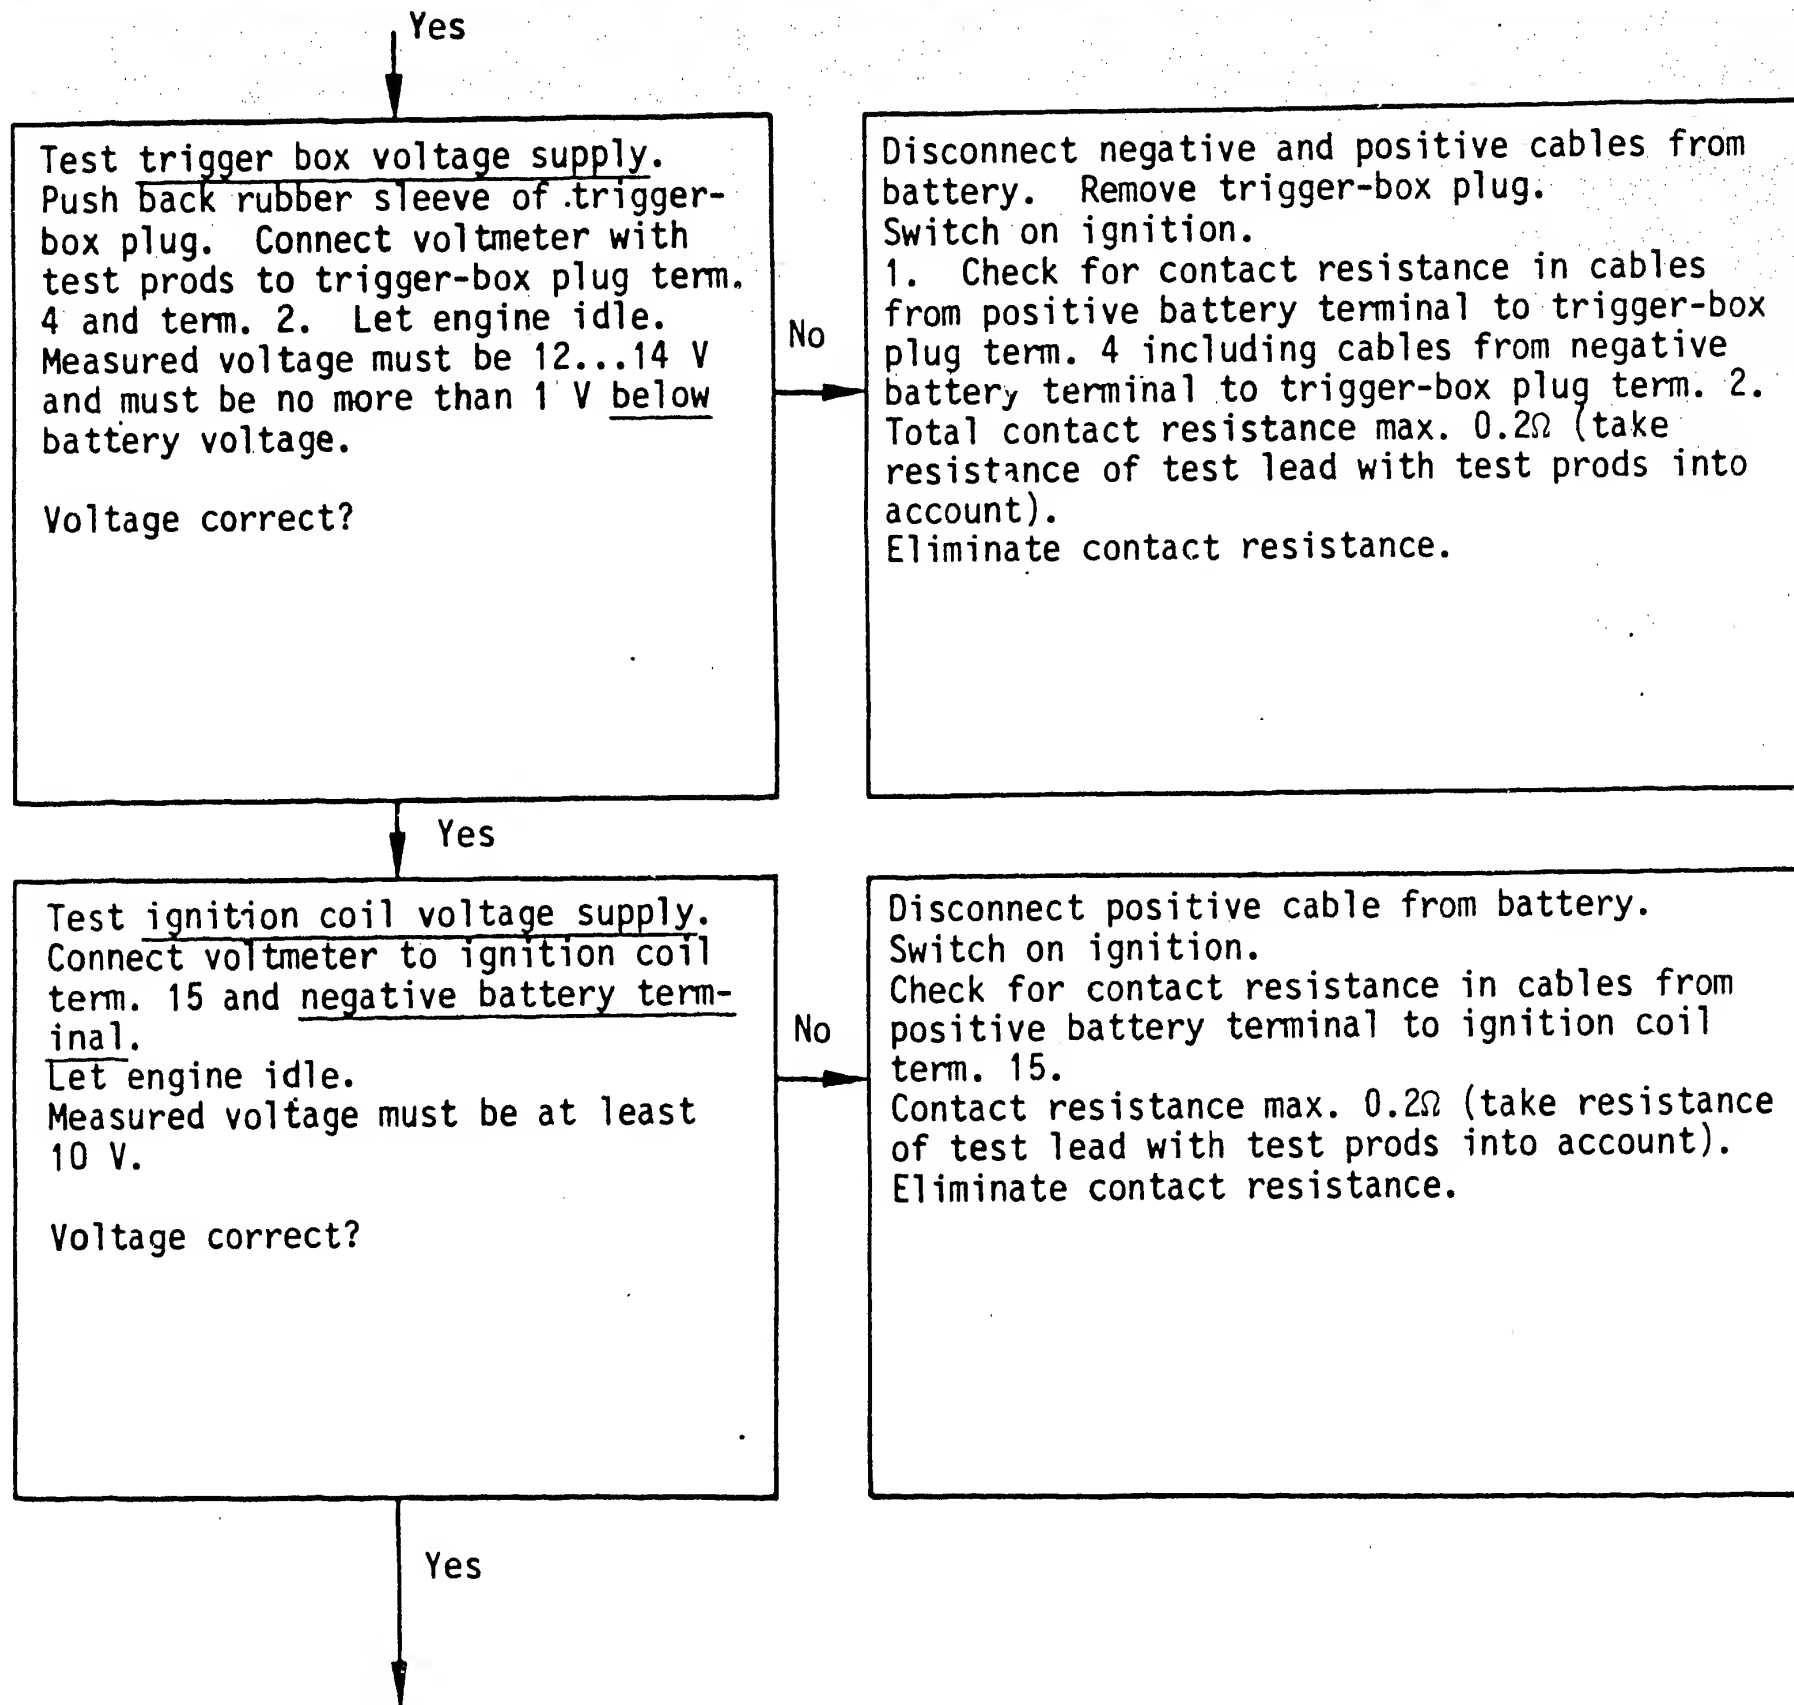 Yes
Test trigger box voltage supply.
Push back rubber sleeve of trigger-
box plug. Connect voltmeter with
test prods to trigger-box plug term.
4 and term. 2. Let engine idle.
Measured voltage must be 12...14 V
and must be no more than 1 V below
battery voltage.
Voltage correct?
No
Disconnect negative and positive cables from
battery. Remove trigger-box plug.
Switch on ignition.
1. Check for contact resistance in cables
from positive battery terminal to trigger-box
plug term. 4 including cables from negative
battery terminal to trigger-box plug term. 2.
Total contact resistance max. 0.2Ω (take
resistance of test lead with test prods into
account).
Eliminate contact resistance.
Yes
Test ignition coil voltage supply.
Connect voltmeter to ignition coil
term. 15 and negative battery term-
inal.
Let engine idle.
Measured voltage must be at least
10 V.
Voltage correct?
No
Disconnect positive cable from battery.
Switch on ignition.
Check for contact resistance in cables from
positive battery terminal to ignition coil
term. 15.
Contact resistance max. 0.2Ω (take resistance
of test lead with test prods into account).
Eliminate contact resistance.
Yes